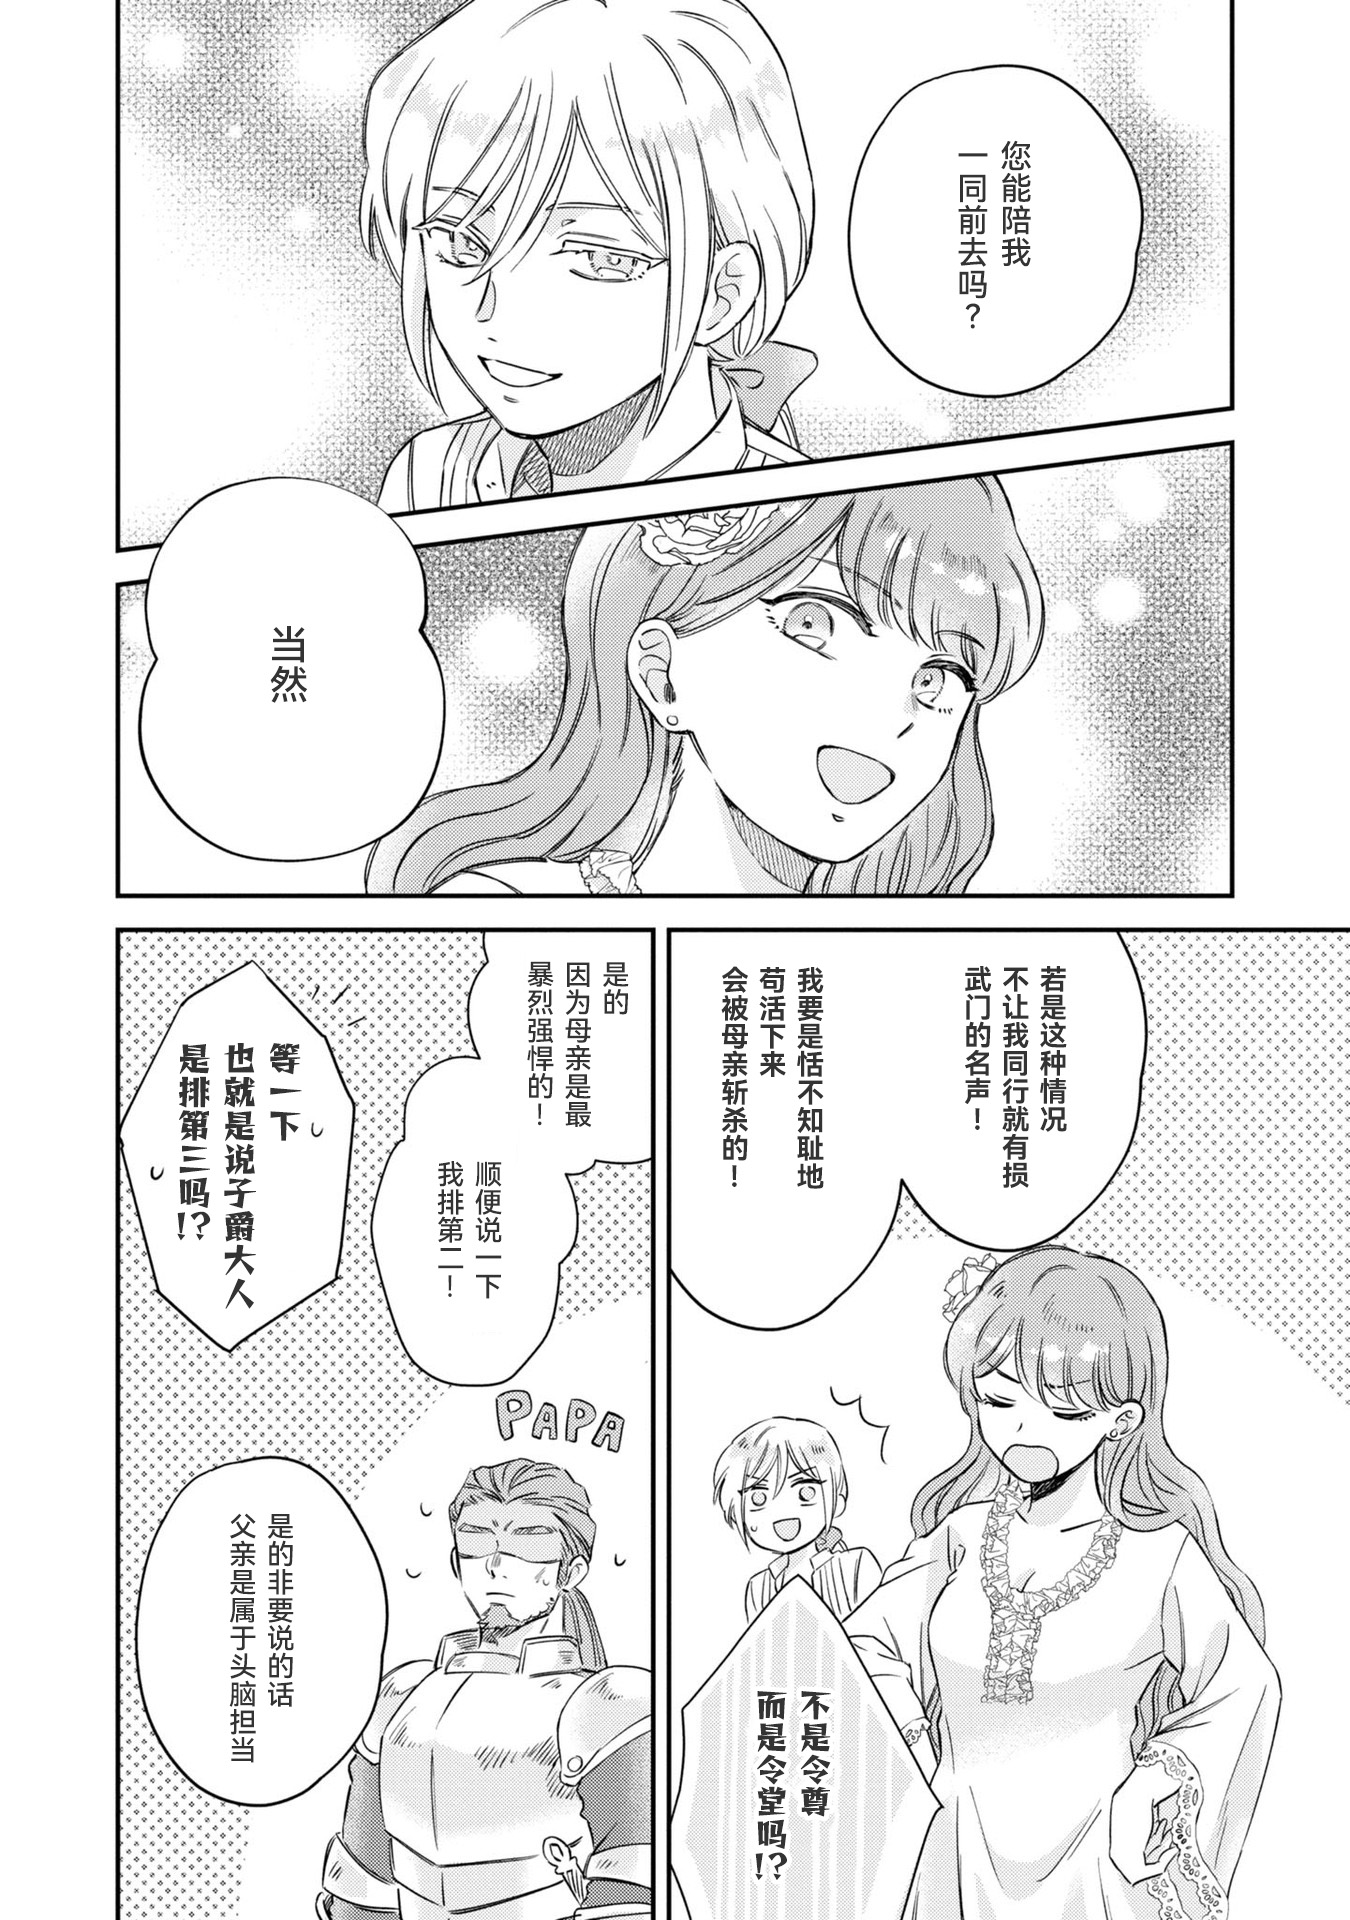 您能陪我
一同前去吗？
当然
若是这种情况
不让我同行就有损
武门的名声！
我要是恬不知耻地
苟活下来
会被母亲斩杀的！
不是令尊
而是令堂吗!?
是的
因为母亲是最
暴烈强悍的！
顺便说一下
我排第二！
等一下
也就是说子爵大人
是排第三吗!?
PAPA
是的非要说的话
父亲是属于头脑担当